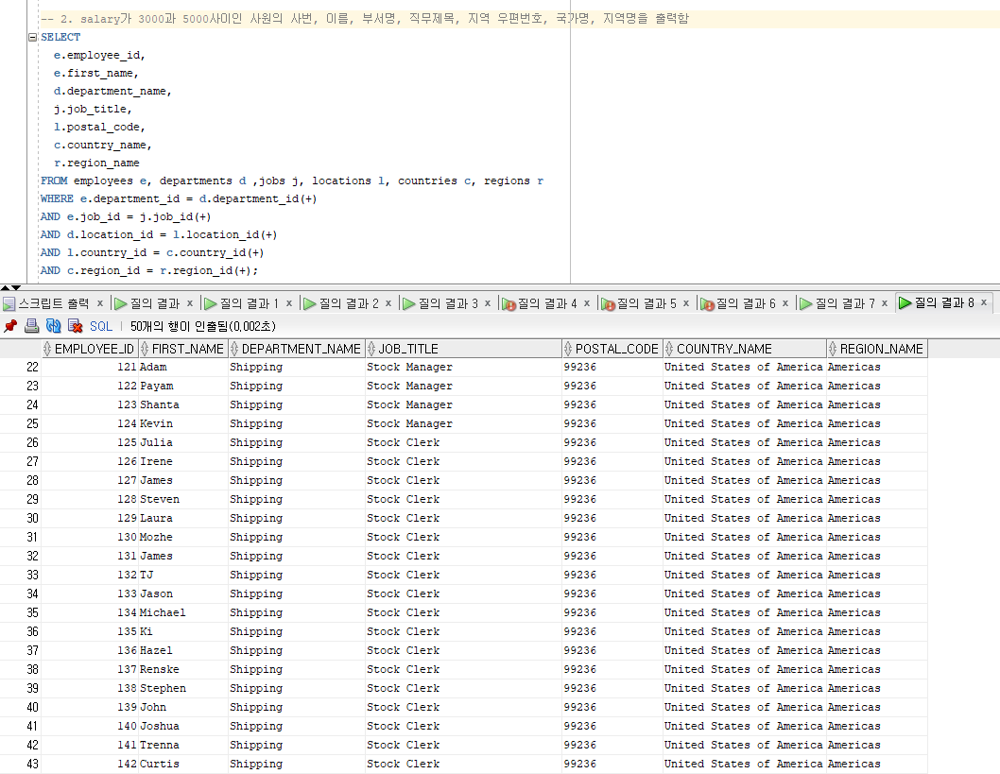 -- 2. salary가 3000과 5000사이인 사원의 사번, 이름, 부서명, 직무제목, 지역 우편번호, 국가명, 지역명을 출력함
SELECT
e.employee_id,
e.first_name,
d.department_name,
j.job_title,
l.postal_code,
c.country_name,
r.region_name
FROM employees e, departments d ,jobs j, locations l, countries c, regions r
WHERE e.department_id = d.department_id(+)
AND e.job_id = j.job_id(+)
AND d.location_id = l.location_id(+)
AND l.country_id = c.country_id(+)
AND c.region_id = r.region_id(+);
스크립트 출력 x 질의 결과 x 질의 결과 1 x 질의 결과 2 x 질의 결과 3 x 질의 결과 4 x 질의 결과 5 x 질의 결과 6 x 질의 결과 7 x 질의 결과 8 x
SQL | 50개의 행이 인출됨(0,002초)
EMPLOYEE_ID FIRST_NAME DEPARTMENT_NAME JOB_TITLE POSTAL_CODE COUNTRY_NAME REGION_NAME
22 121 Adam Shipping Stock Manager 99236 United States of America Americas
23 122 Payam Shipping Stock Manager 99236 United States of America Americas
24 123 Shanta Shipping Stock Manager 99236 United States of America Americas
25 124 Kevin Shipping Stock Manager 99236 United States of America Americas
26 125 Julia Shipping Stock Clerk 99236 United States of America Americas
27 126 Irene Shipping Stock Clerk 99236 United States of America Americas
28 127 James Shipping Stock Clerk 99236 United States of America Americas
29 128 Steven Shipping Stock Clerk 99236 United States of America Americas
30 129 Laura Shipping Stock Clerk 99236 United States of America Americas
31 130 Mozhe Shipping Stock Clerk 99236 United States of America Americas
32 131 James Shipping Stock Clerk 99236 United States of America Americas
33 132 TJ Shipping Stock Clerk 99236 United States of America Americas
34 133 Jason Shipping Stock Clerk 99236 United States of America Americas
35 134 Michael Shipping Stock Clerk 99236 United States of America Americas
36 135 Ki Shipping Stock Clerk 99236 United States of America Americas
37 136 Hazel Shipping Stock Clerk 99236 United States of America Americas
38 137 Renske Shipping Stock Clerk 99236 United States of America Americas
39 138 Stephen Shipping Stock Clerk 99236 United States of America Americas
40 139 John Shipping Stock Clerk 99236 United States of America Americas
41 140 Joshua Shipping Stock Clerk 99236 United States of America Americas
42 141 Trenna Shipping Stock Clerk 99236 United States of America Americas
43 142 Curtis Shipping Stock Clerk 99236 United States of America Americas